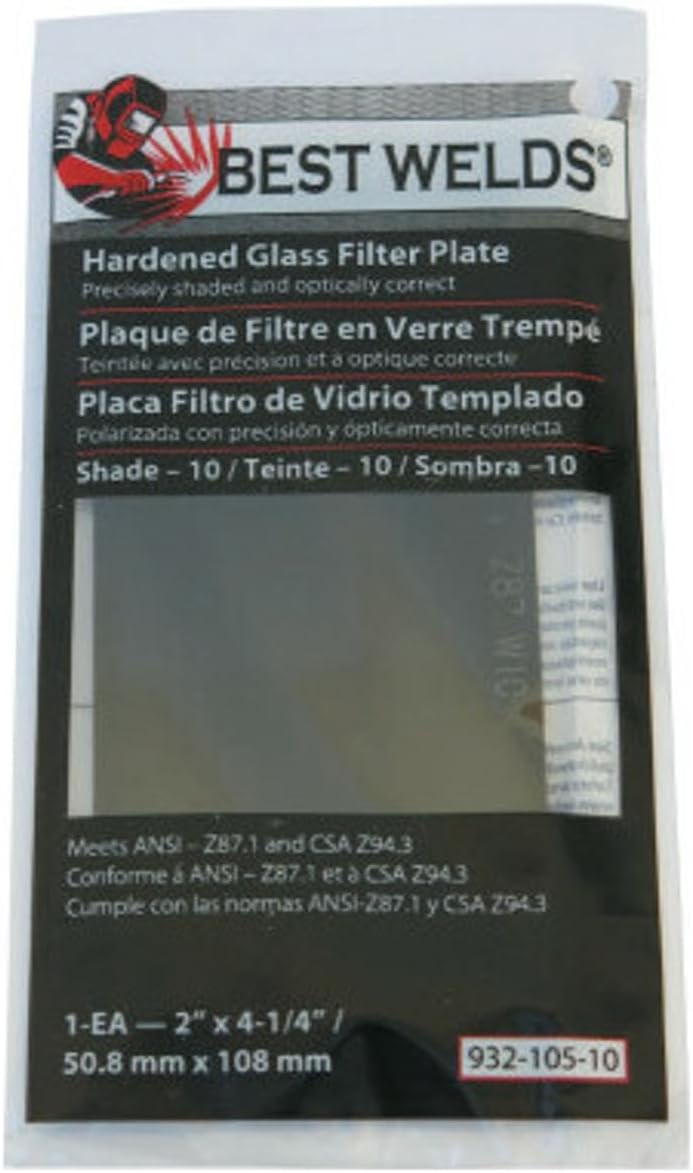 BEST WELDS®
Hardened Glass Filter Plate
Precisely shaded and optically correct
Plaque de Filtre en Verre Trempé
Teintée avec précision et à optique correcte
Placa Filtro de Vidrio Templado
Polarizada con precisión y ópticamente correcta
Shade – 10 / Teinte – 10 / Sombra –10
Z87 W10
Meets ANSI – Z87.1 and CSA Z94.3
Conforme á ANSI – Z87.1 et à CSA Z94.3
Cumple con las normas ANSI-Z87.1 y CSA Z94.3
1-EA — 2" x 4-1/4" /
50.8 mm x 108 mm
932-105-10